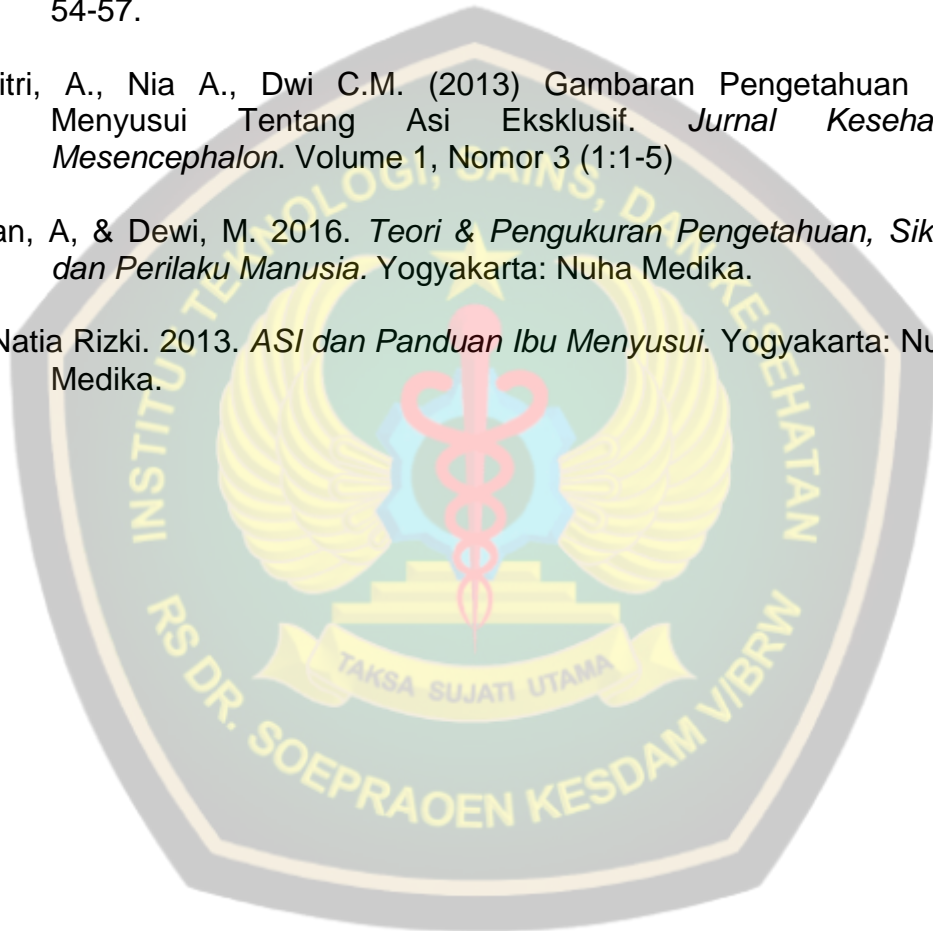 54-57.
itri, A., Nia A., Dwi C.M. (2013) Gambaran Pengetahuan
Menyusui Tentang Asi Eksklusif. Jurnal Keseha
Mesencephalon. Volume 1, Nomor 3 (1:1-5)
an, A, & Dewi, M. 2016. Teori & Pengukuran Pengetahuan, Sik
dan Perilaku Manusia. Yogyakarta: Nuha Medika.
Natia Rizki. 2013. ASI dan Panduan Ibu Menyusui. Yogyakarta: Nu
Medika.
INSTITUT TEKNOLOGI, SAINS, DAN KESEHATAN
TAKSA SUJATI UTAMA
RS DR. SOEPRAOEN KESDAM V/BRW